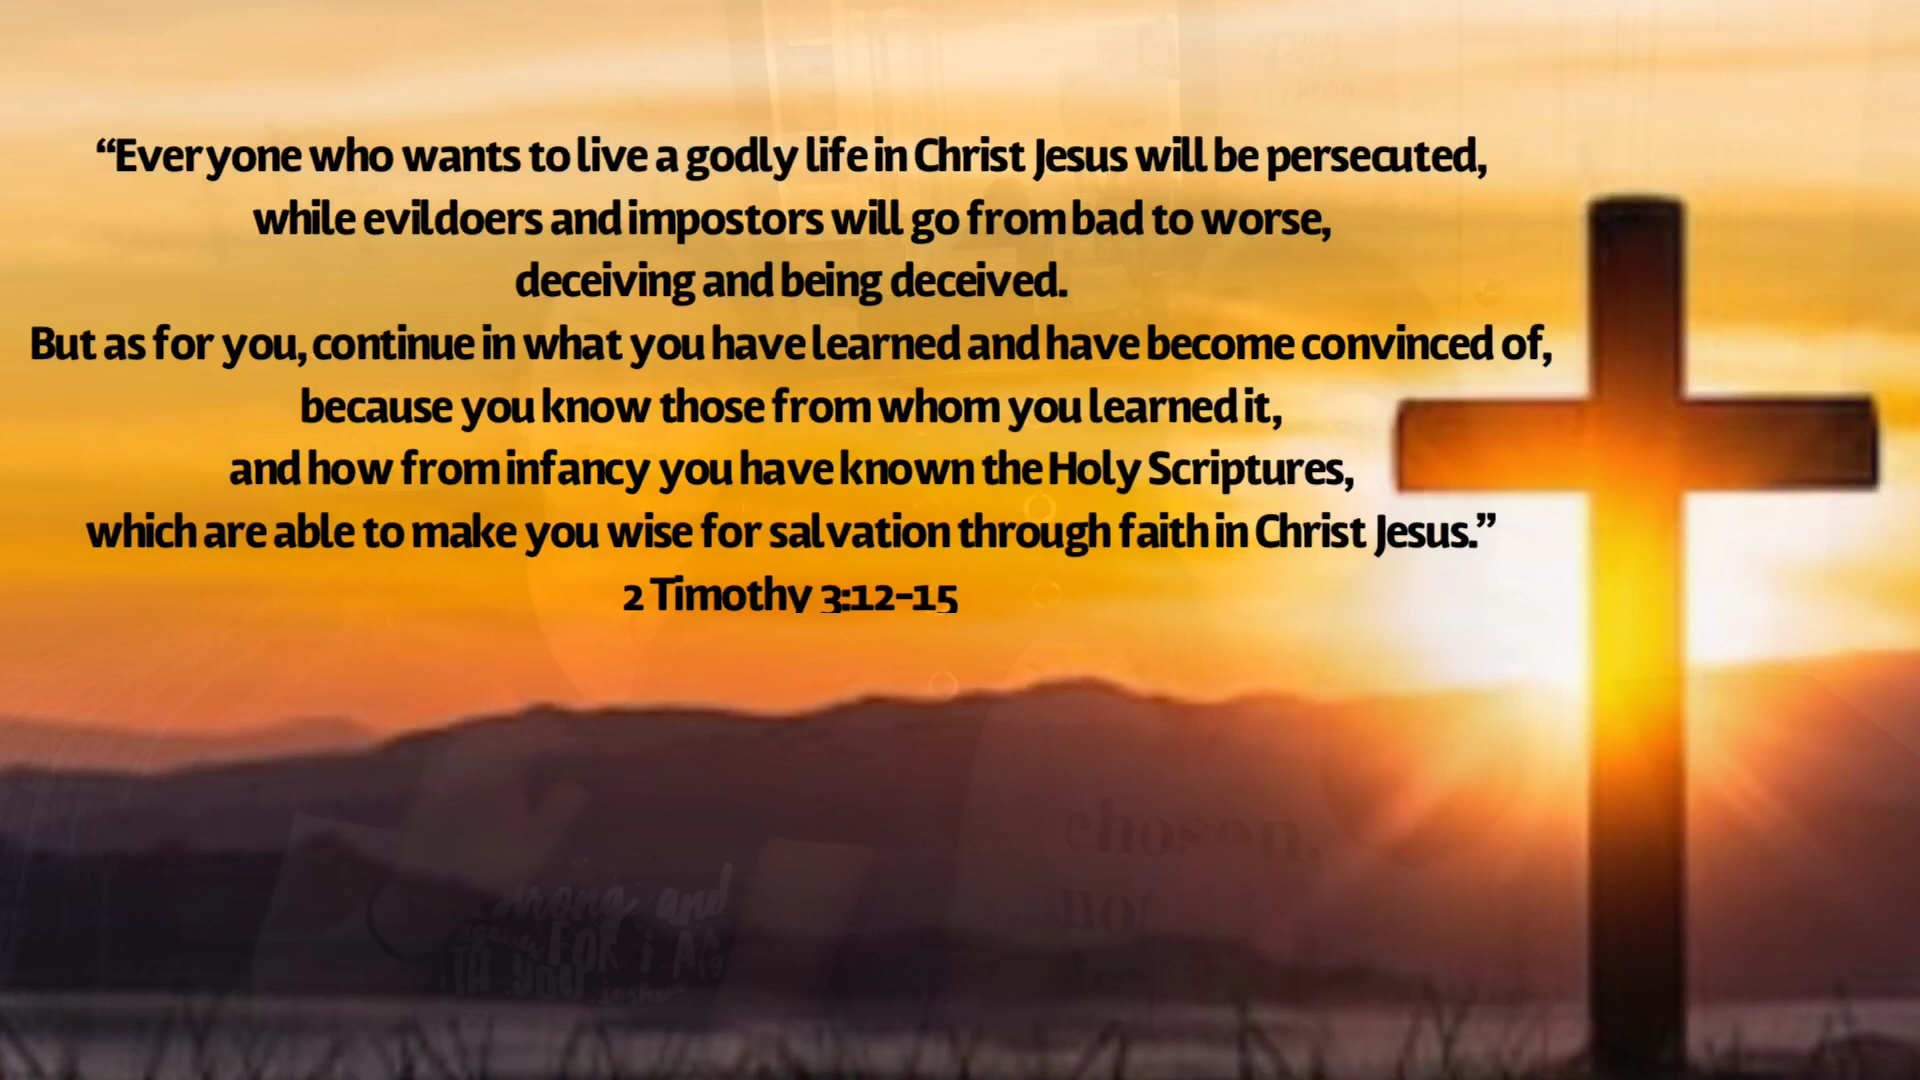 “Everyone who wants to live a godly life in Christ Jesus will be persecuted,
while evildoers and impostors will go from bad to worse,
deceiving and being deceived.
But as for you, continue in what you have learned and have become convinced of,
because you know those from whom you learned it,
and how from infancy you have known the Holy Scriptures,
which are able to make you wise for salvation through faith in Christ Jesus.”
2 Timothy 3:12-15
chosen,
and
FOR i